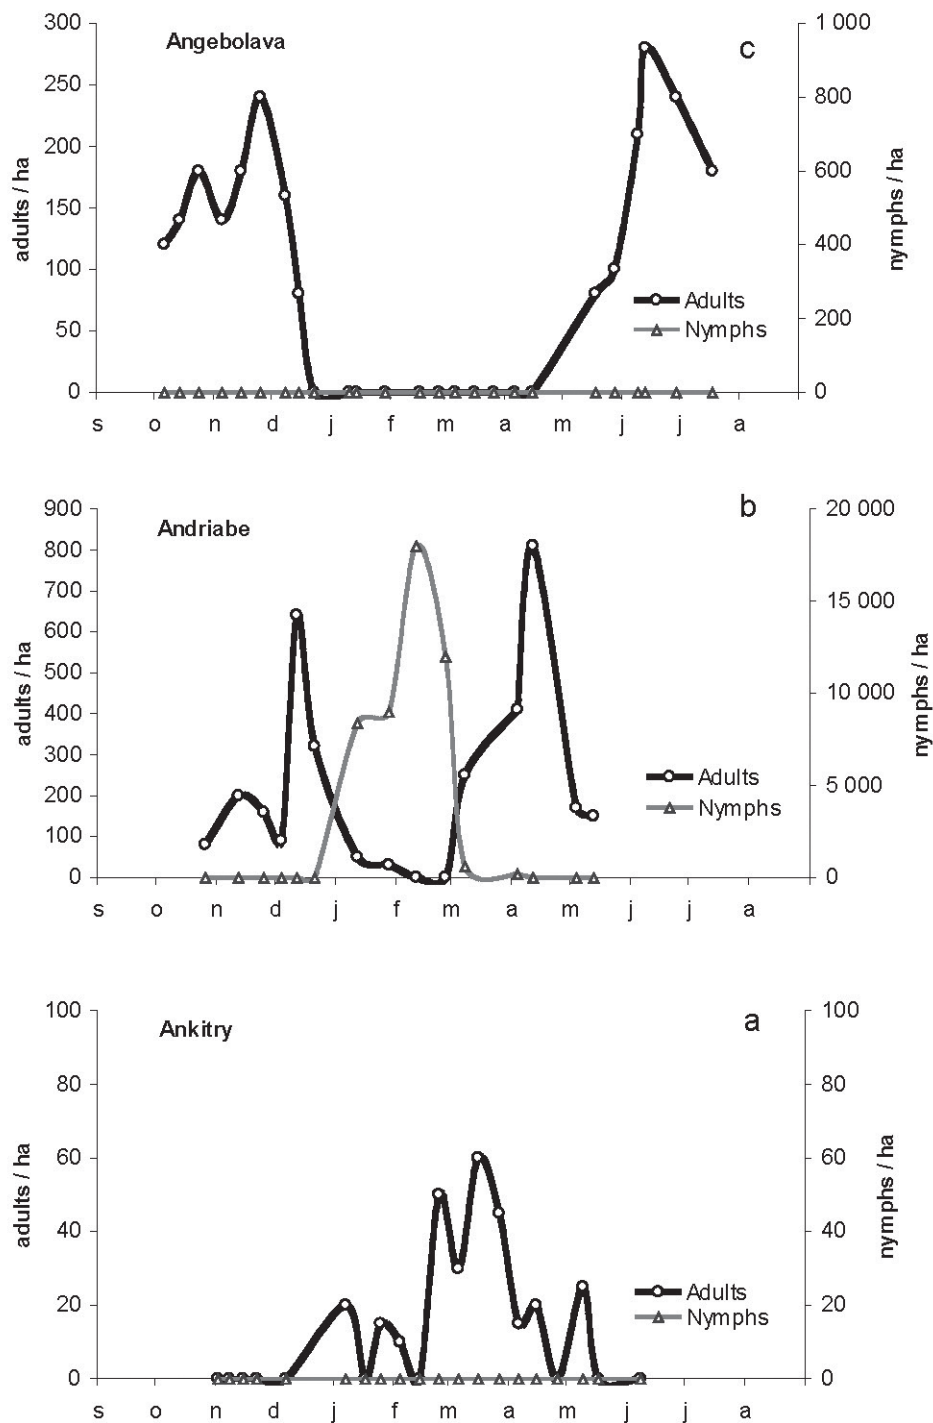 300
250
200
150
100
50
0
adults / ha
Angebolava
c
1 000
800
600
400
200
0
nymphs / ha
Adults
Nymphs
s o n d j f m a m j j a
900
800
700
600
500
400
300
200
100
0
adults / ha
Andriabe
b
20 000
15 000
10 000
5 000
0
nymphs / ha
Adults
Nymphs
s o n d j f m a m j j a
100
80
60
40
20
0
adults / ha
Ankitry
a
100
80
60
40
20
0
nymphs / ha
Adults
Nymphs
s o n d j f m a m j j a